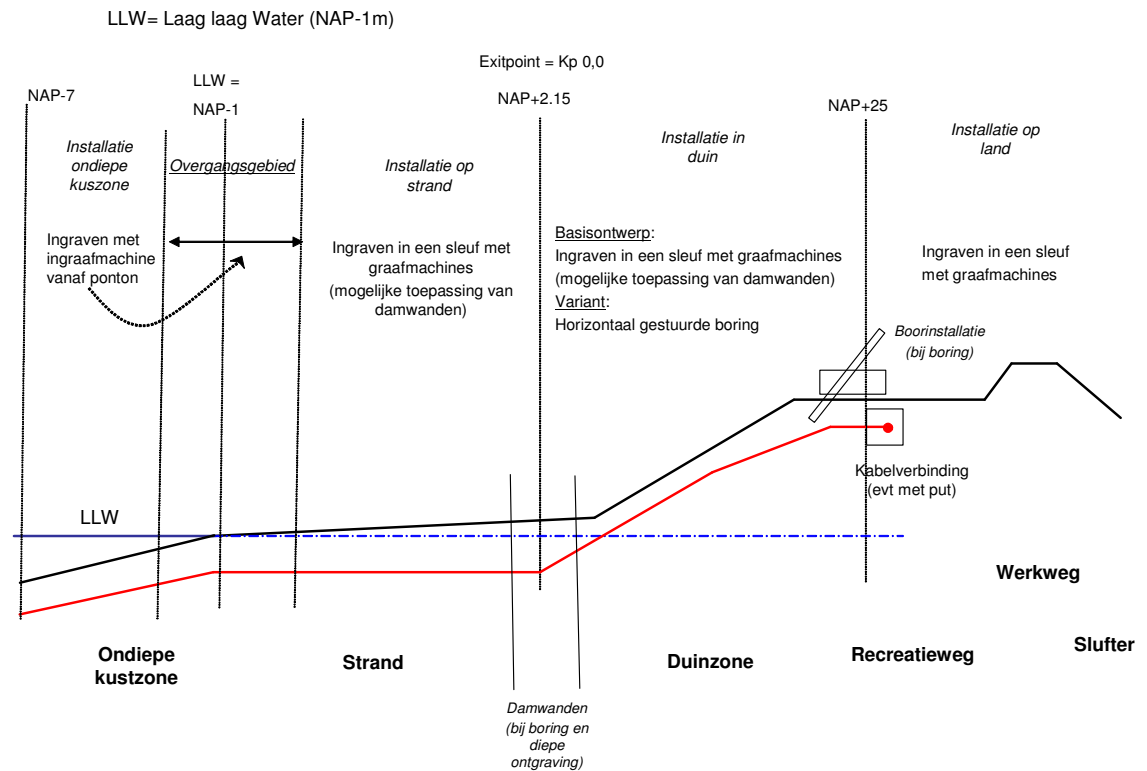 LLW= Laag laag Water (NAP-1m)
Exitpoint = Kp 0,0
NAP-7
LLW =
NAP-1
NAP+2.15
NAP+25
Installatie
ondiepe
kuszone
Overgangsgebied
Installatie op
strand
Installatie in
duin
Installatie op
land
Ingraven met
ingraafmachine
vanaf ponton
Ingraven in een sleuf met
graafmachines
(mogelijke toepassing van
damwanden)
Basisontwerp:
Ingraven in een sleuf met graafmachines
(mogelijke toepassing van damwanden)
Variant:
Horizontaal gestuurde boring
Ingraven in een sleuf
met graafmachines
Boorinstallatie
(bij boring)
Kabelverbinding
(evt met put)
LLW
Werkweg
Ondiepe
kustzone
Strand
Duinzone
Recreatieweg
Slufter
Damwanden
(bij boring en
diepe
ontgraving)